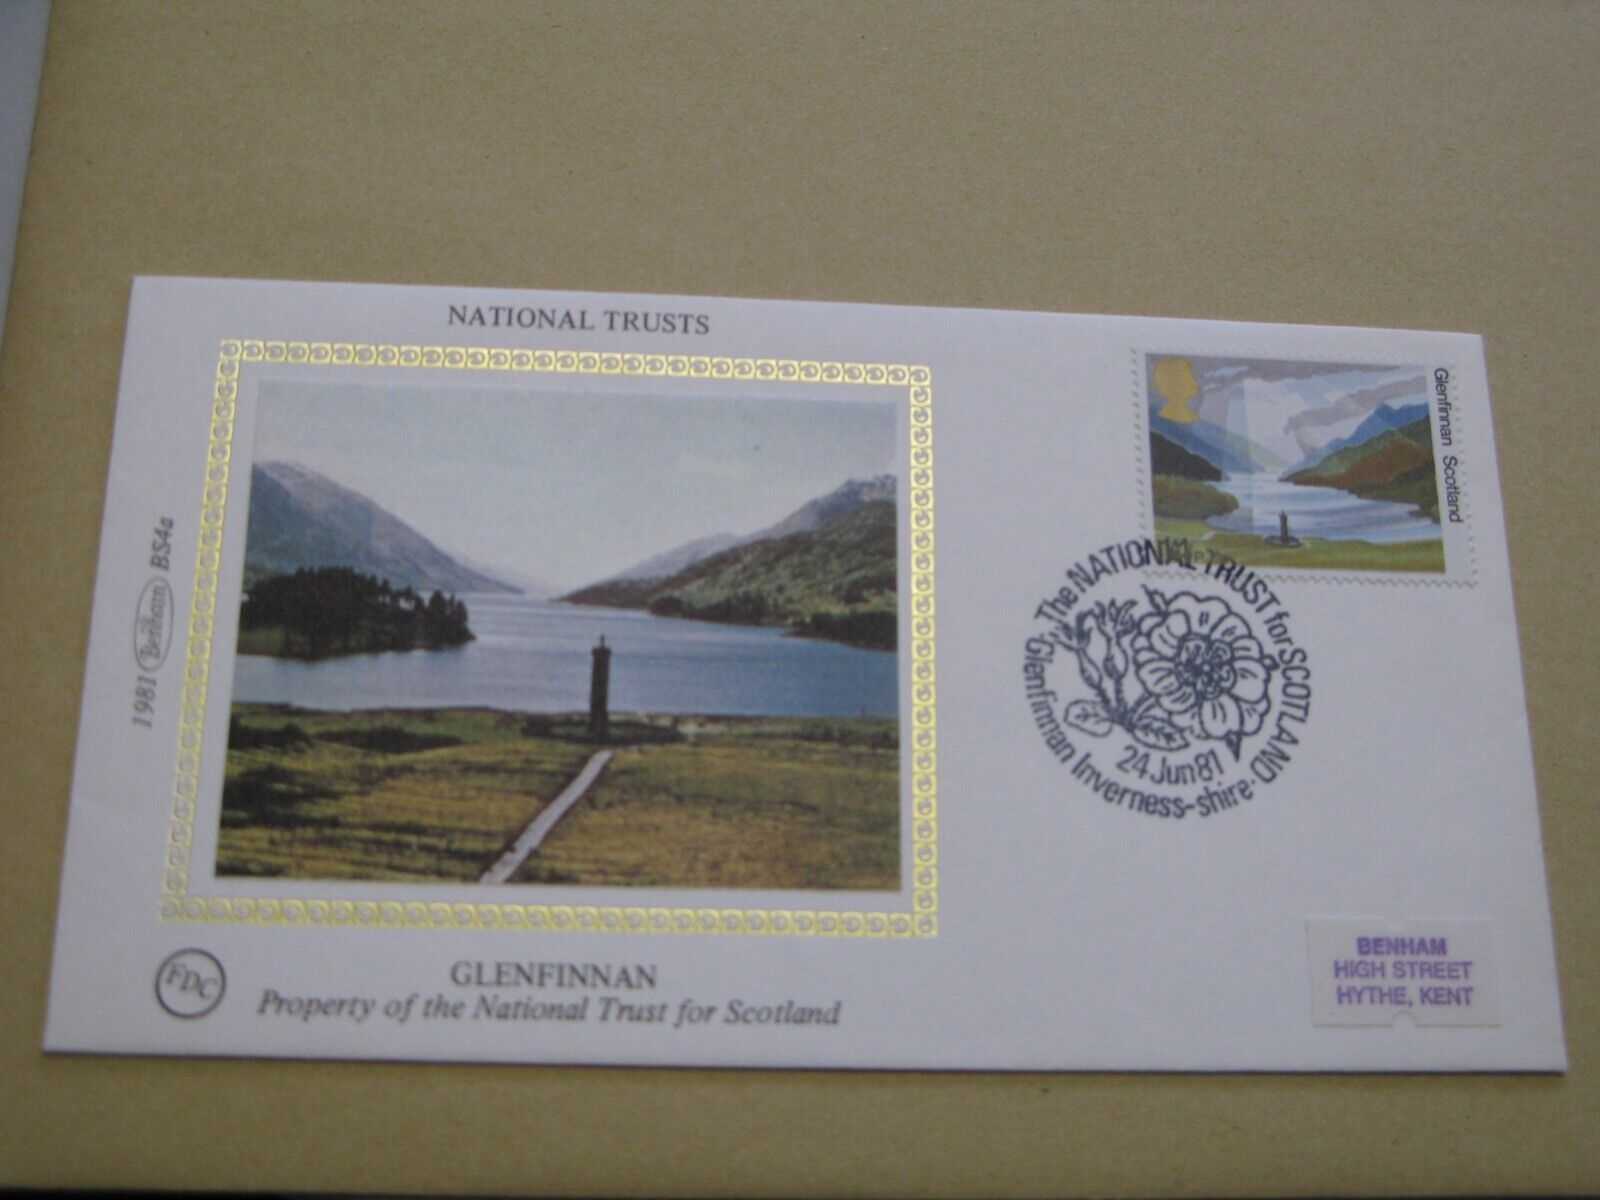 NATIONAL TRUSTS
Glenfinnan Scotland
The NATIONAL TRUST for SCOTLAND
24 Jun 81
Glenfinnan Inverness-shire
1981 Benham BS4a
FDC
GLENFINNAN
Property of the National Trust for Scotland
BENHAM
HIGH STREET
HYTHE, KENT